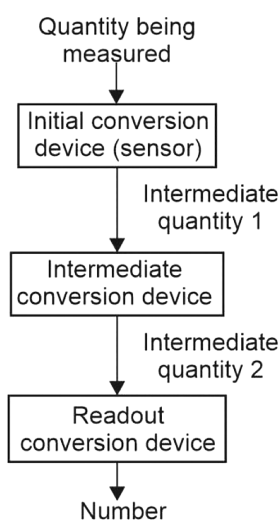 Quantity being
measured
Initial conversion
device (sensor)
Intermediate
quantity 1
Intermediate
conversion device
Intermediate
quantity 2
Readout
conversion device
Number